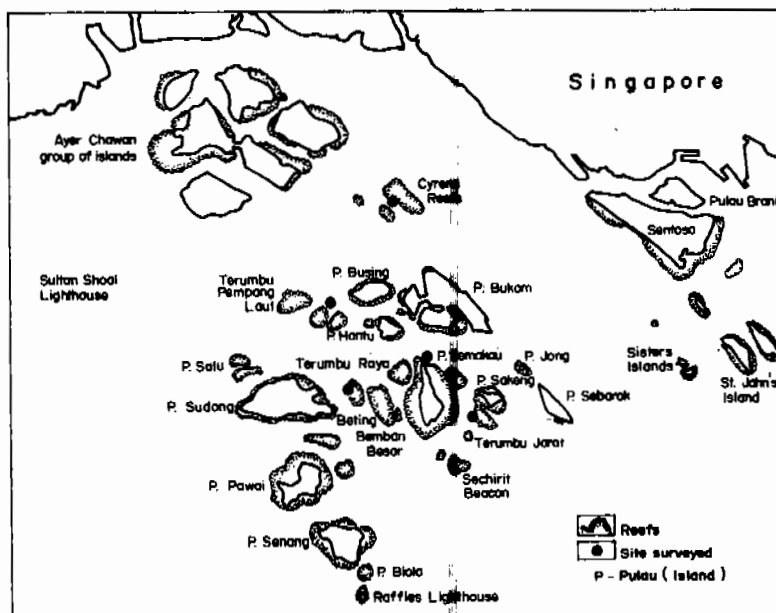 Singapore
Ayer Chawan
group of islands
Cyrene
Reefs
Pulau Brani
Sentosa
Sultan Shoal
Lighthouse
Terumbu
Pempang
Laut
P. Busing
P. Bukom
P. Hantu
P. Salu
Terumbu Raya
P. Semakau
P. Jong
Sisters
Islands
St. John's
Island
P. Sudong
P. Sakeng
P. Sebarok
Beting
Bemban
Besar
Terumbu Jarat
P. Pawai
Sechirit
Beacon
P. Senang
Reefs
Site surveyed
P. Biola
P - Pulau ( Island )
Raffles Lighthouse